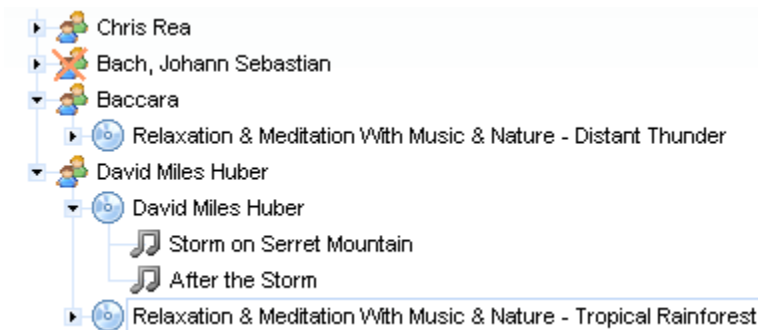 Chris Rea
Bach, Johann Sebastian
Baccara
Relaxation & Meditation With Music & Nature - Distant Thunder
David Miles Huber
David Miles Huber
Storm on Serret Mountain
After the Storm
Relaxation & Meditation With Music & Nature - Tropical Rainforest